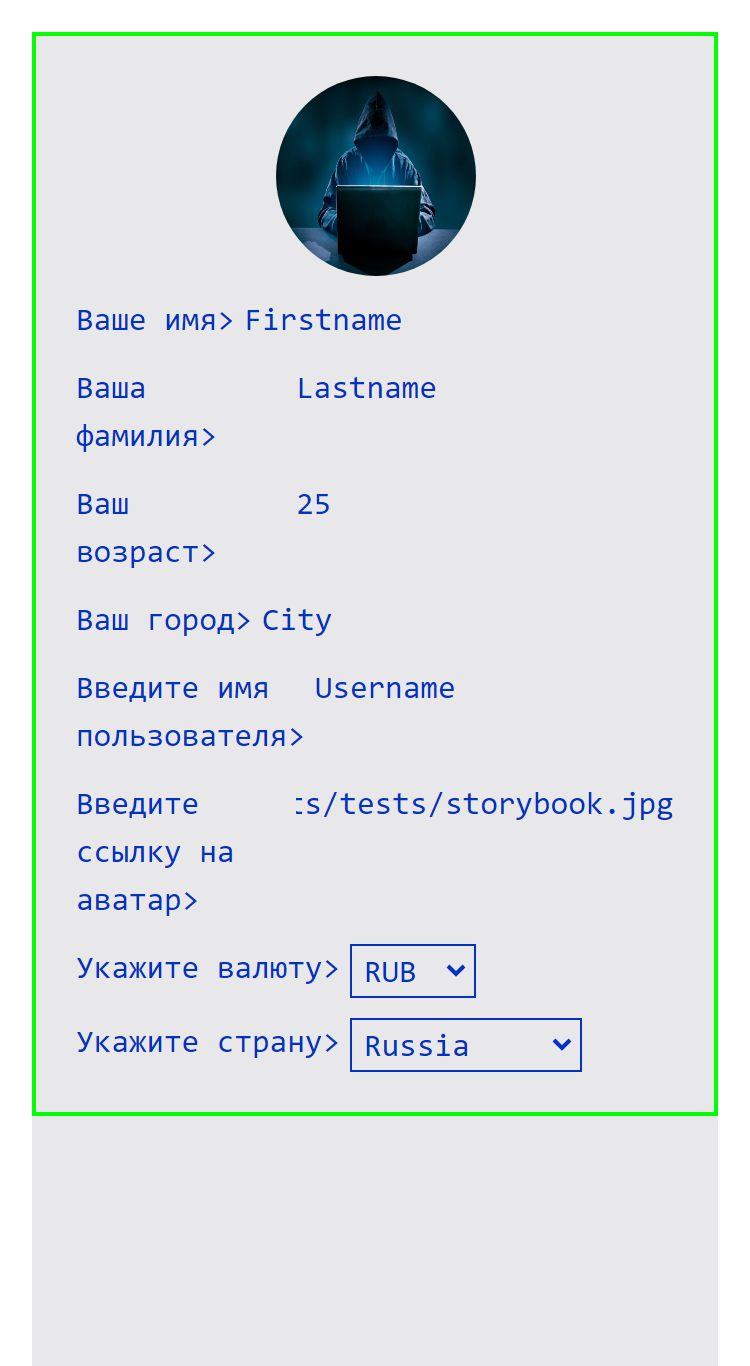 Ваше имя> Firstname
Ваша Lastname
фамилия>
Ваш 25
возраст>
Ваш город> City
Введите имя Username
пользователя>
Введите ts/tests/storybook.jpg
ссылку на
аватар>
Укажите валюту> RUB
Укажите страну> Russia